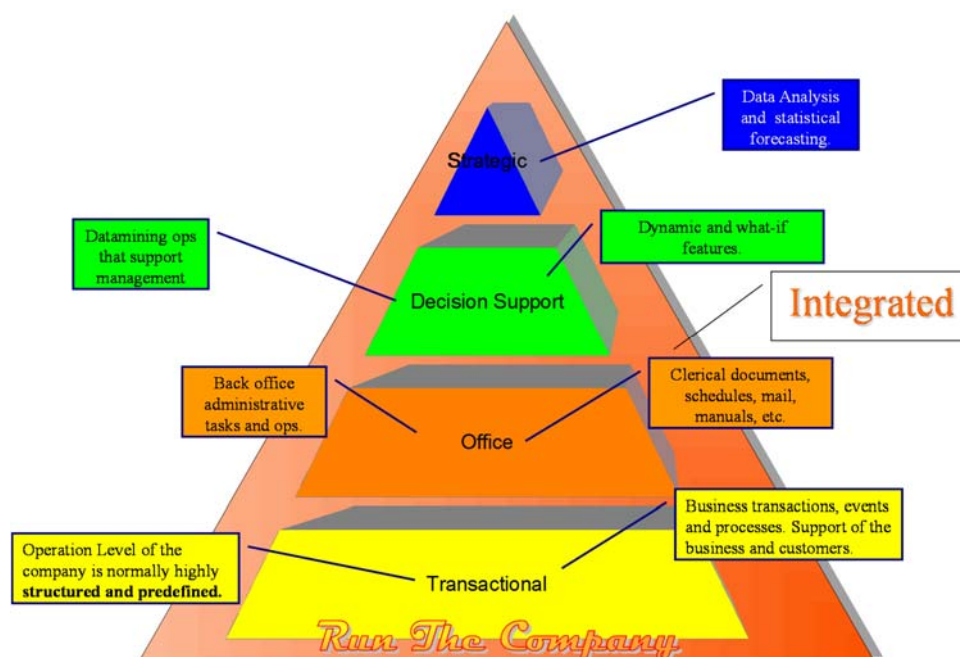 Data Analysis
and statistical
forecasting.
Strategic
Datamining ops
that support
management
Dynamic and what-if
features.
Decision Support
Integrated
Back office
administrative
tasks and ops.
Clerical documents,
schedules, mail,
manuals, etc.
Office
Business transactions, events
and processes. Support of the
business and customers.
Operation Level of the
company is normally highly
structured and predefined.
Transactional
Run The Company